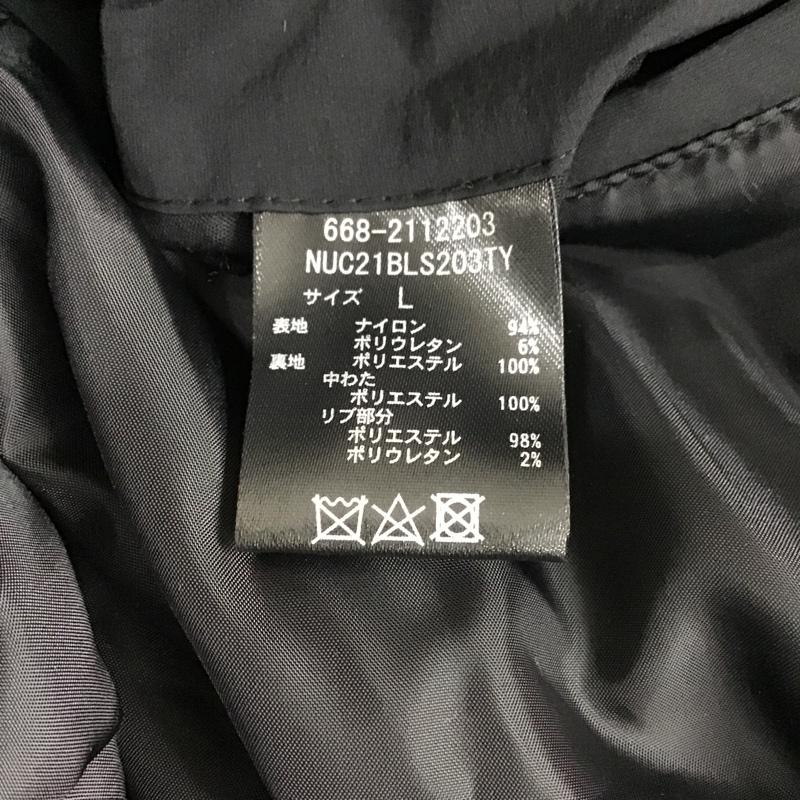 668-2112203
NUC21BLS203TY
サイズ L
表地 ナイロン 94%
ポリウレタン 6%
裏地 ポリエステル 100%
中わた
ポリエステル 100%
リブ部分
ポリエステル 98%
ポリウレタン 2%